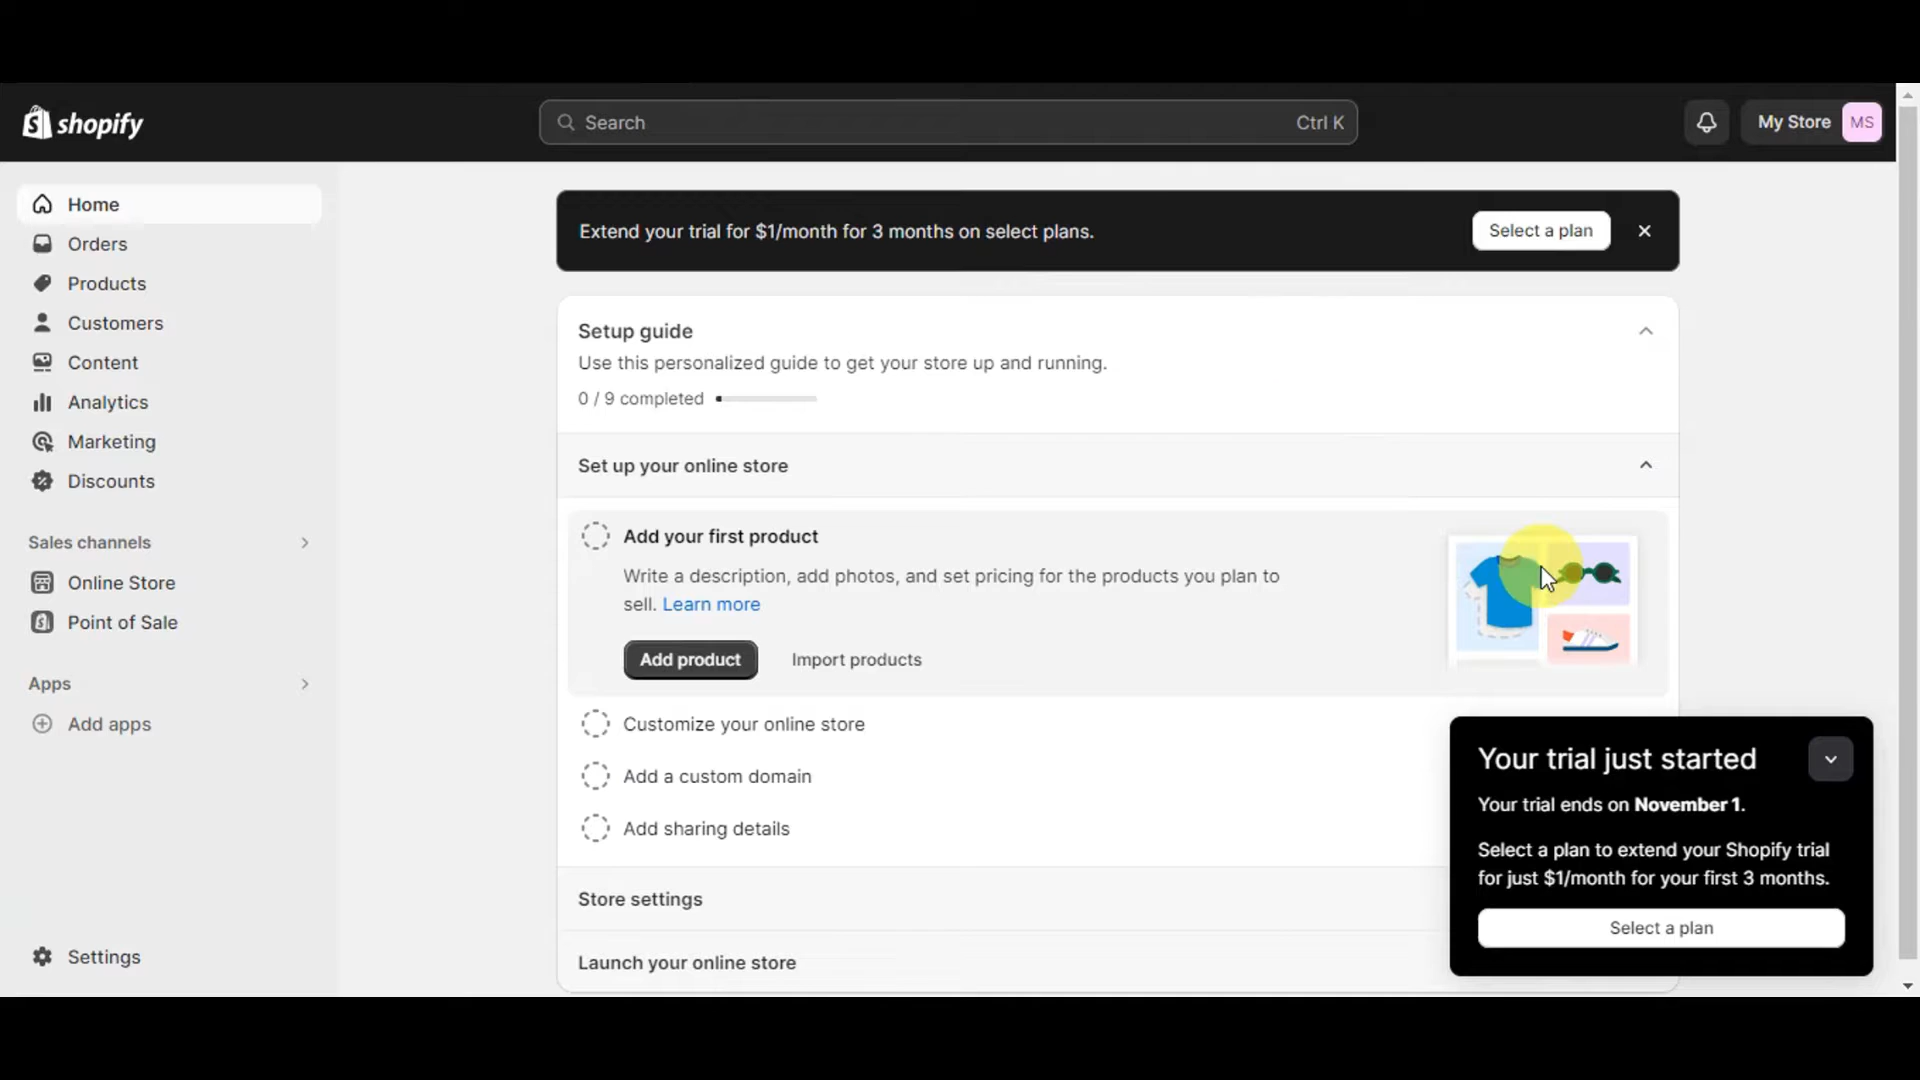 shopify
Search
Ctrl K
My Store
MS
Home
Orders
Products
Customers
Content
Analytics
Marketing
Discounts
Sales channels
Online Store
Point of Sale
Apps
Add apps
Settings
Extend your trial for $1/month for 3 months on select plans.
Select a plan
Setup guide
Use this personalized guide to get your store up and running.
0 / 9 completed
Set up your online store
Add your first product
Write a description, add photos, and set pricing for the products you plan to
sell. Learn more
Add product
Import products
Customize your online store
Add a custom domain
Add sharing details
Store settings
Launch your online store
Your trial just started
Your trial ends on November 1.
Select a plan to extend your Shopify trial
for just $1/month for your first 3 months.
Select a plan